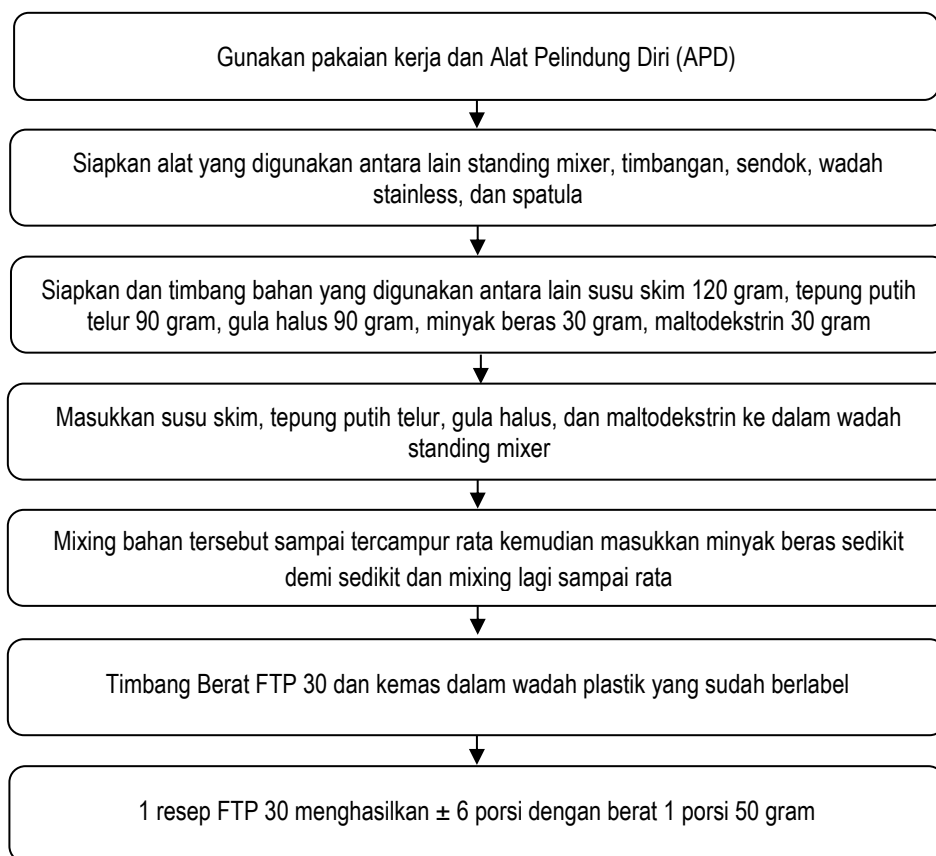 Gunakan pakaian kerja dan Alat Pelindung Diri (APD)
Siapkan alat yang digunakan antara lain standing mixer, timbangan, sendok, wadah
stainless, dan spatula
Siapkan dan timbang bahan yang digunakan antara lain susu skim 120 gram, tepung putih
telur 90 gram, gula halus 90 gram, minyak beras 30 gram, maltodekstrin 30 gram
Masukkan susu skim, tepung putih telur, gula halus, dan maltodekstrin ke dalam wadah
standing mixer
Mixing bahan tersebut sampai tercampur rata kemudian masukkan minyak beras sedikit
demi sedikit dan mixing lagi sampai rata
Timbang Berat FTP 30 dan kemas dalam wadah plastik yang sudah berlabel
1 resep FTP 30 menghasilkan ± 6 porsi dengan berat 1 porsi 50 gram